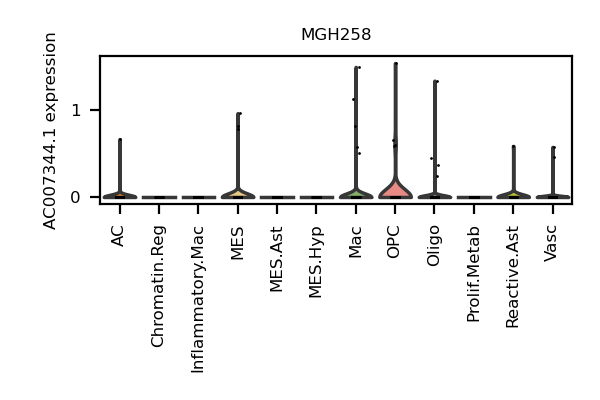 MGH258
AC007344.1 expression
1
0
AC
Chromatin.Reg
Inflammatory.Mac
MES
MES.Ast
MES.Hyp
Mac
OPC
Oligo
Prolif.Metab
Reactive.Ast
Vasc